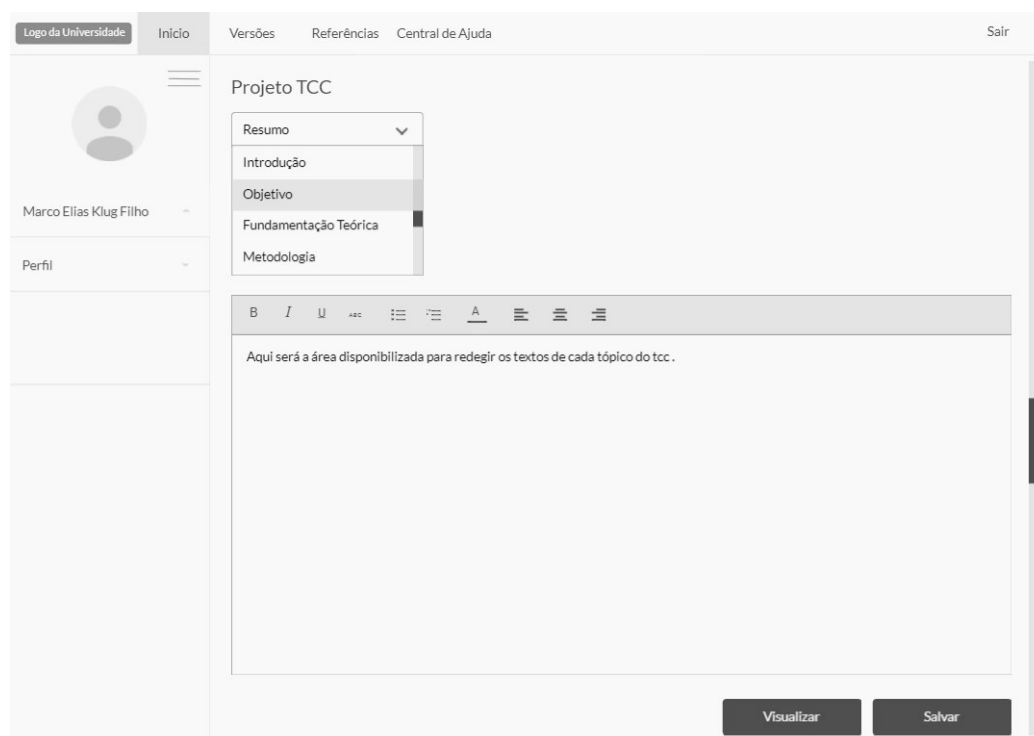 Logo da Universidade
Inicio
Versões
Referências
Central de Ajuda
Sair
Projeto TCC
Resumo
Introdução
Objetivo
Fundamentação Teórica
Metodologia
Marco Elias Klug Filho
Perfil
B I U ABC A
Aqui será a área disponibilizada para redegir os textos de cada tópico do tcc .
Visualizar
Salvar